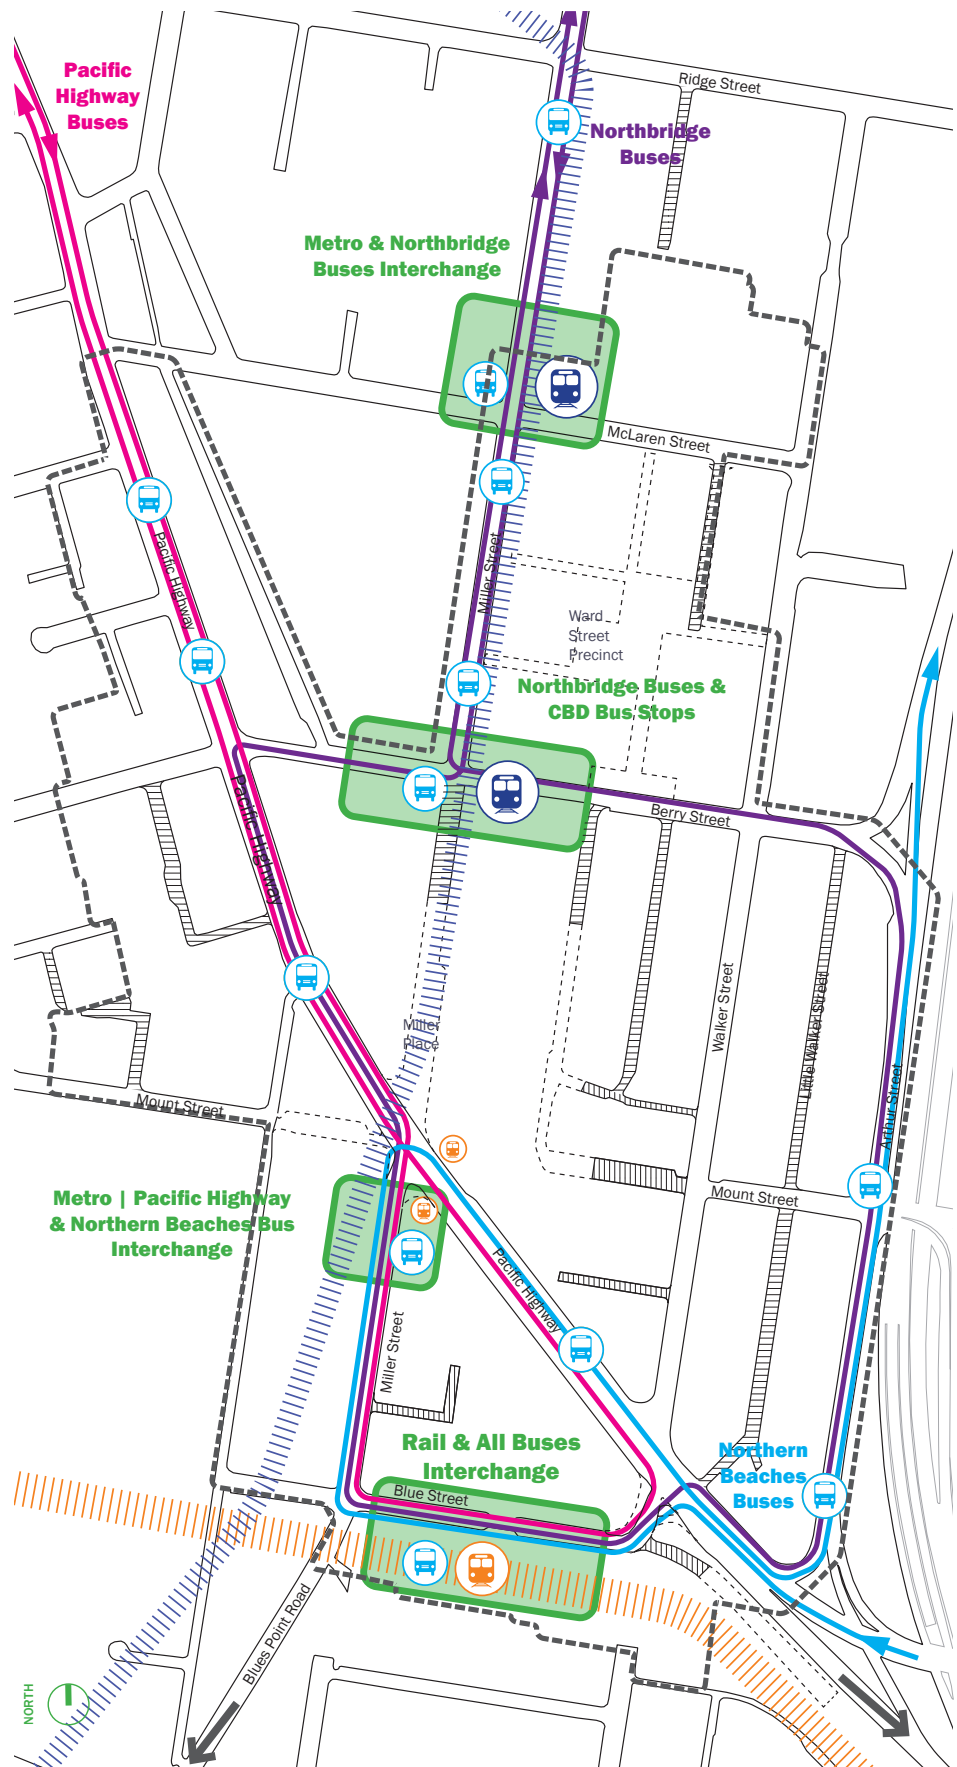 Pacific
Highway
Buses
Ridge Street
Northbridge
Buses
Metro & Northbridge
Buses Interchange
McLaren Street
Pacific Highway
Miller Street
Ward
Street
Precinct
Northbridge Buses &
CBD Bus Stops
Pacific Highway
Berry Street
Walker Street
Little Walker Street
Miller
Place
Arthur Street
Mount Street
Mount Street
Metro | Pacific Highway
& Northern Beaches Bus
Interchange
Pacific Highway
Miller Street
Rail & All Buses
Interchange
Northern
Beaches
Buses
Blue Street
Blues Point Road
NORTH